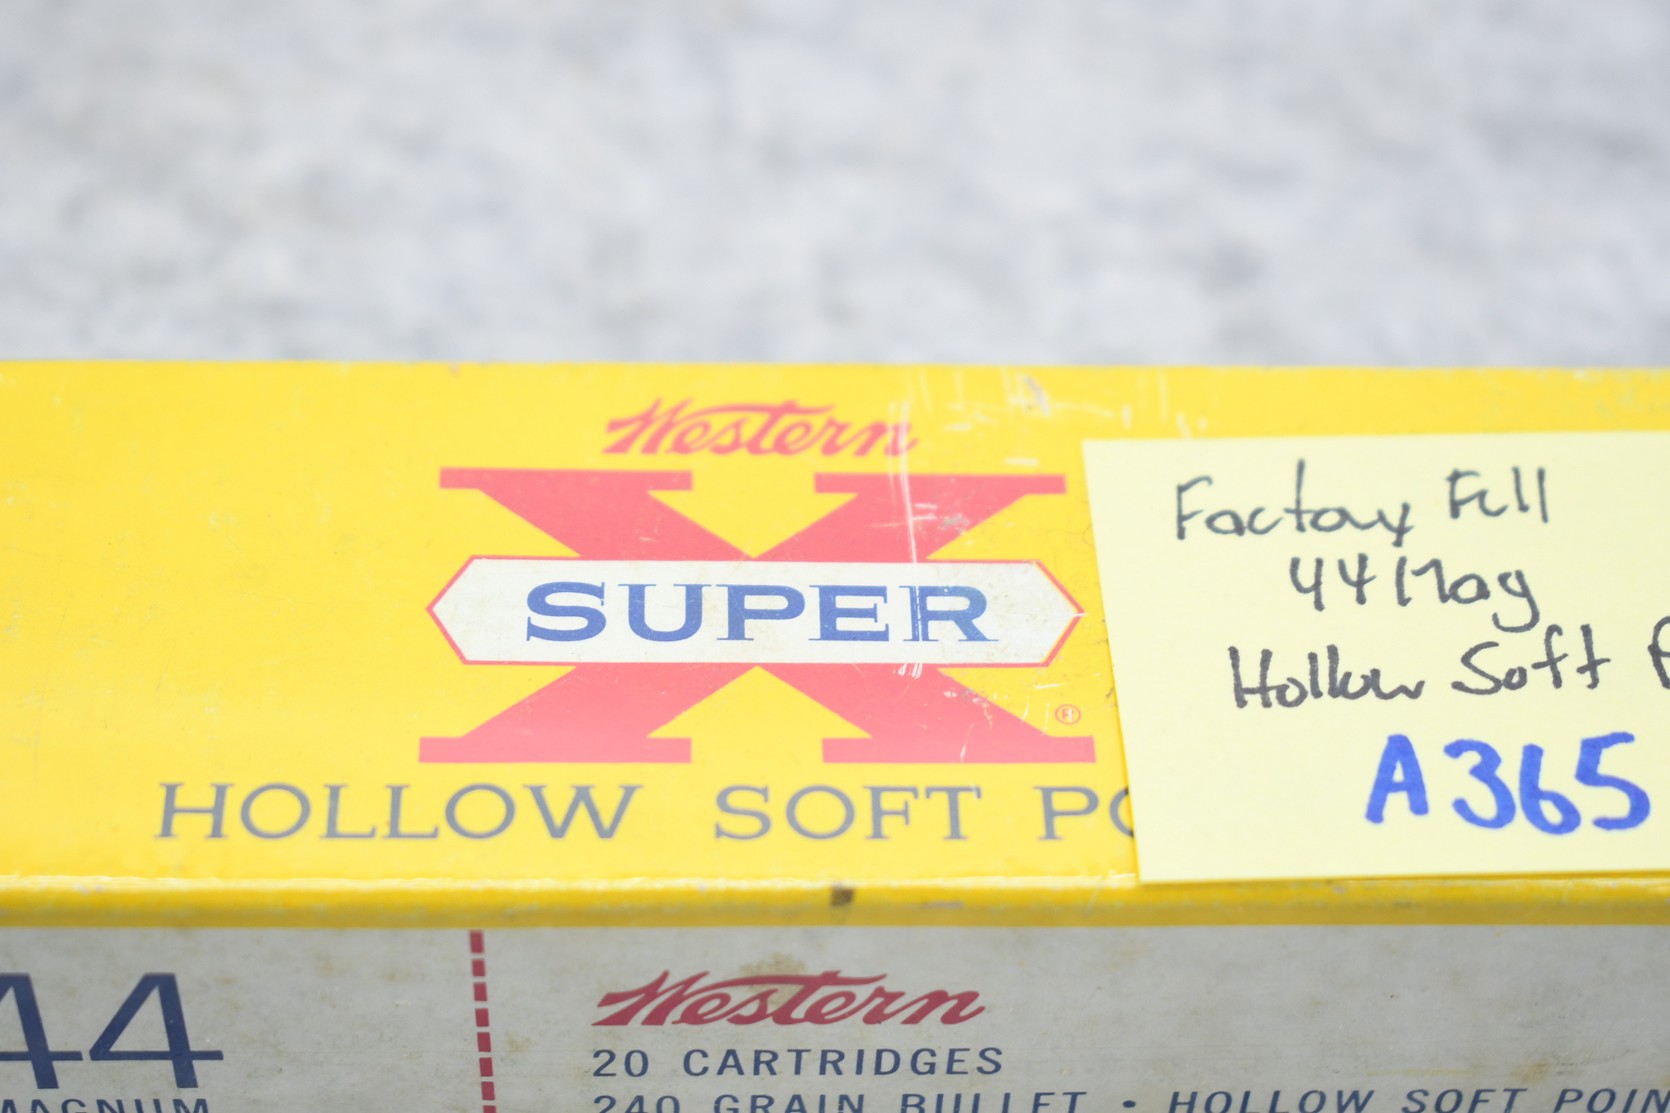 Western
X
SUPER
®
HOLLOW SOFT
Factory Full
44 Mag
Hollow Soft
A365
44
MAGNUM
Western
20 CARTRIDGES
240 GRAIN BULLET • HOLLOW SOFT POIN